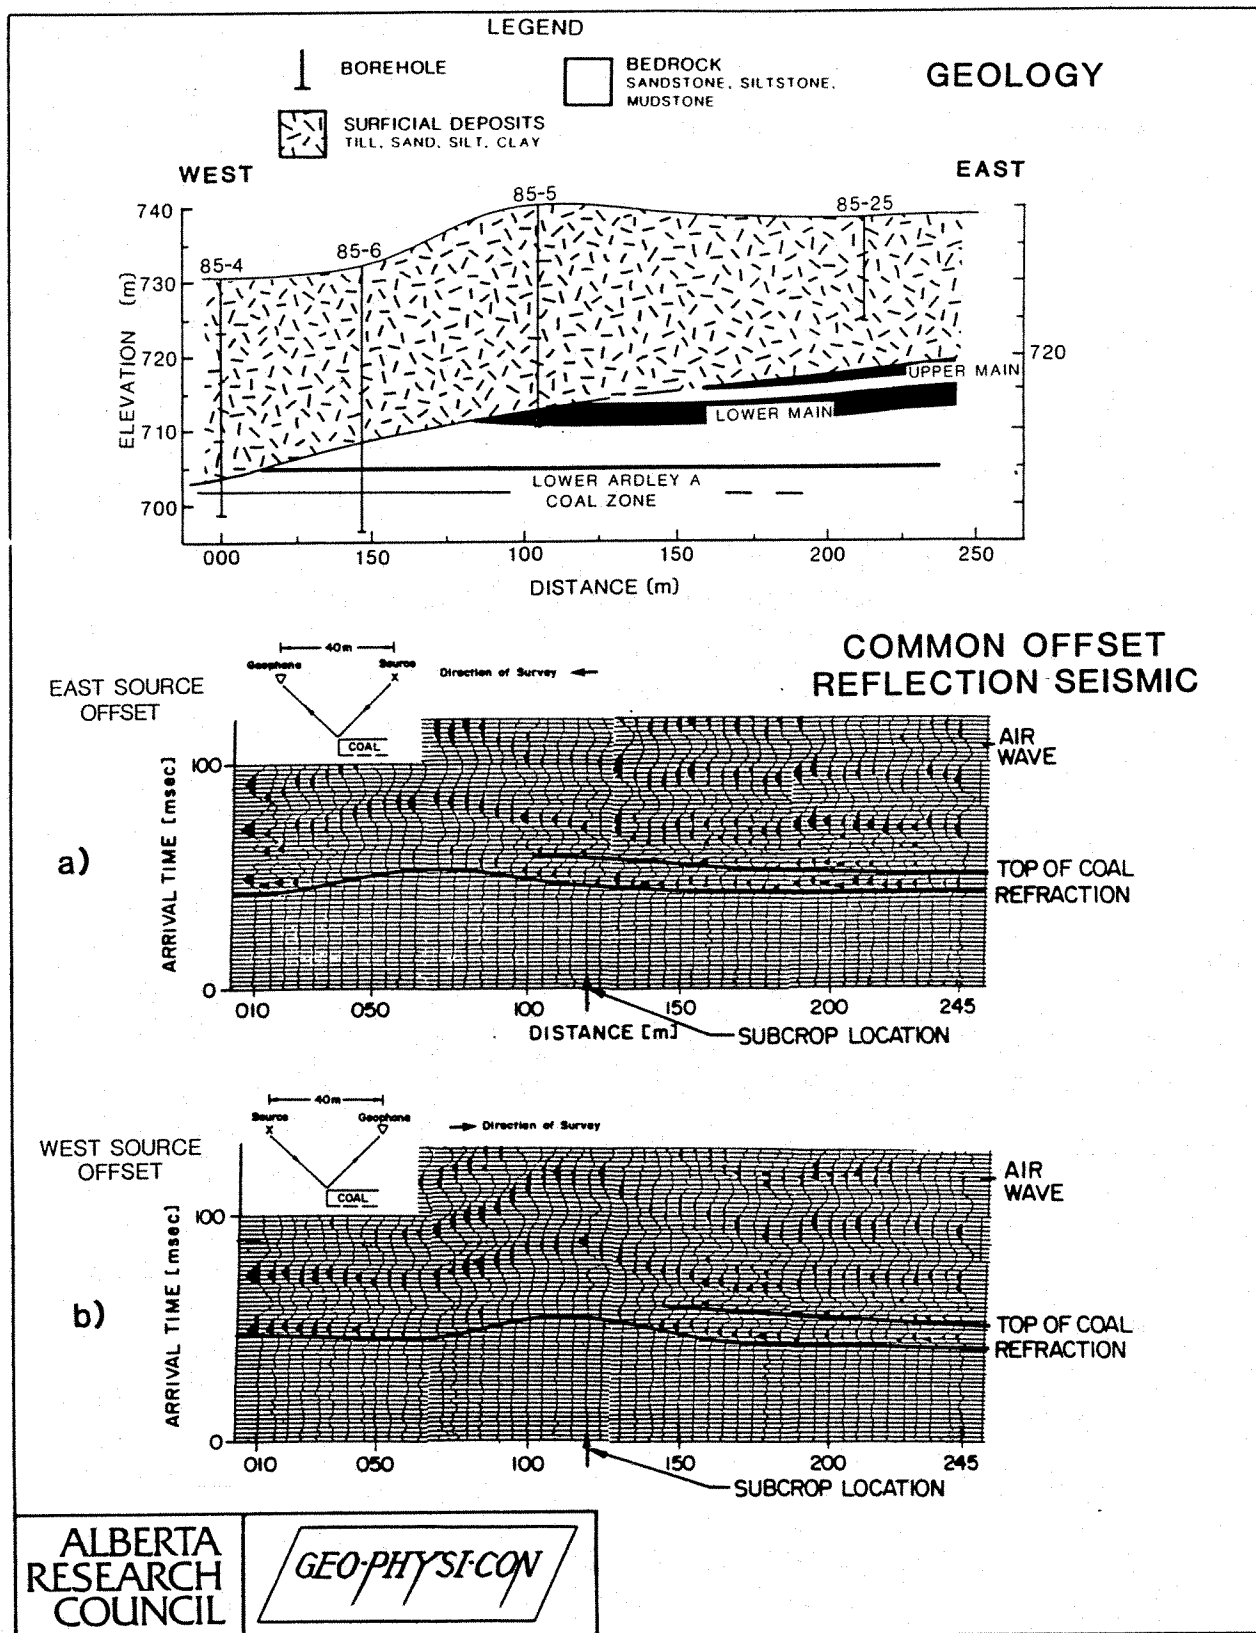 LEGEND
BOREHOLE
BEDROCK
SANDSTONE, SILTSTONE,
MUDSTONE
GEOLOGY
SURFICIAL DEPOSITS
TILL, SAND, SILT, CLAY
WEST
EAST
740
730
720
710
700
ELEVATION (m)
85-4
85-6
85-5
85-25
720
UPPER MAIN
LOWER MAIN
LOWER ARDLEY A
COAL ZONE
000
150
100
150
200
250
DISTANCE (m)
COMMON OFFSET
REFLECTION SEISMIC
EAST SOURCE
OFFSET
40m
Geophone
Source
Direction of Survey
COAL
AIR
WAVE
100
0
ARRIVAL TIME [msec]
a)
TOP OF COAL
REFRACTION
010
050
100
150
200
245
DISTANCE [m]
SUBCROP LOCATION
WEST SOURCE
OFFSET
40m
Source
Geophone
Direction of Survey
COAL
AIR
WAVE
100
0
ARRIVAL TIME [msec]
b)
TOP OF COAL
REFRACTION
010
050
100
150
200
245
SUBCROP LOCATION
ALBERTA
RESEARCH
COUNCIL
GEO-PHYSI-CON